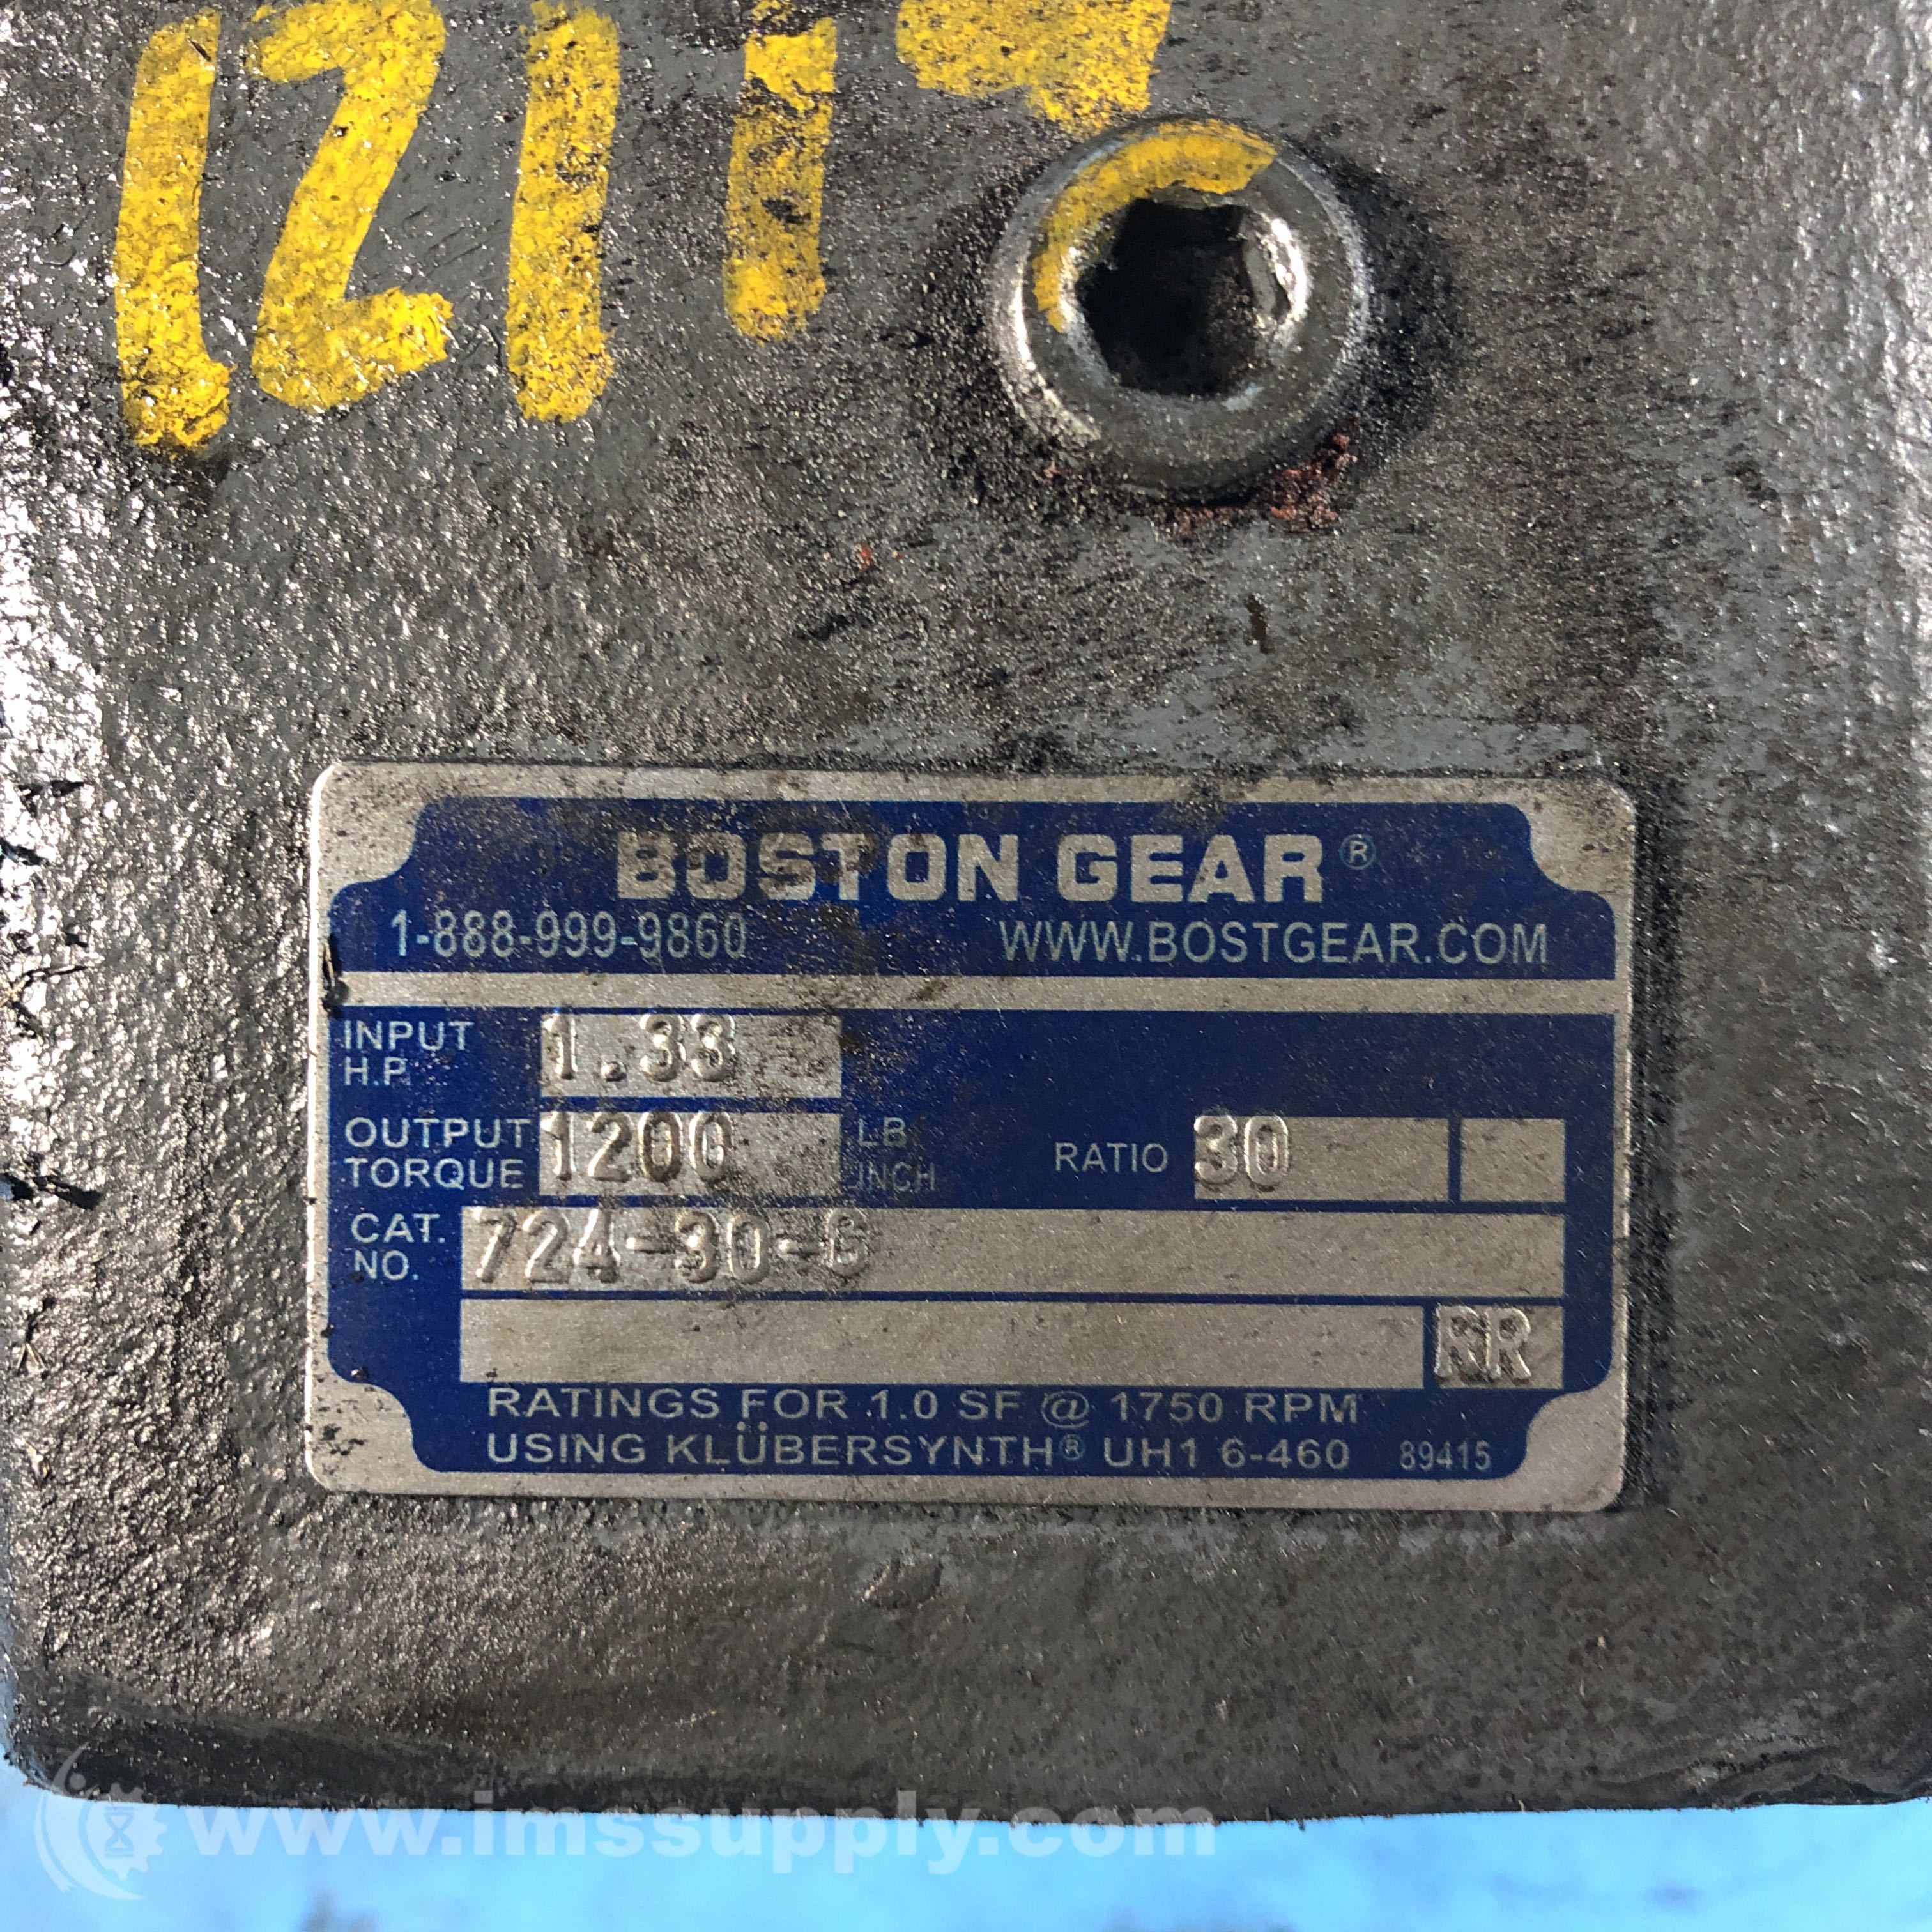 BOSTON GEAR®
1-888-999-9860 WWW.BOSTGEAR.COM
INPUT H.P. 1.33
OUTPUT TORQUE 1200 LB INCH RATIO 30
CAT. NO. 724-30-G
RR
RATINGS FOR 1.0 SF @ 1750 RPM
USING KLÜBERSYNTH® UH1 6-460 89415
www.imssupply.com